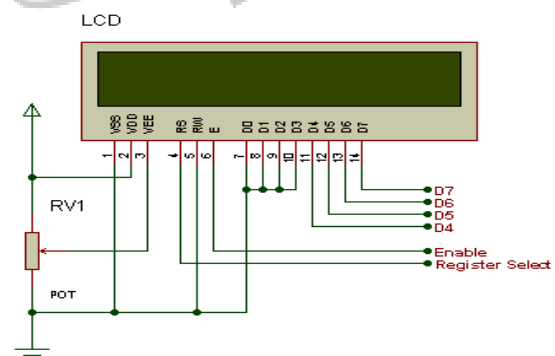 LCD
VSS VDD VEE RS RW E D0 D1 D2 D3 D4 D5 D6 D7
1 2 3 4 5 6 7 8 9 10 11 12 13 14
D7
D6
D5
D4
RV1
Enable
Register Select
POT